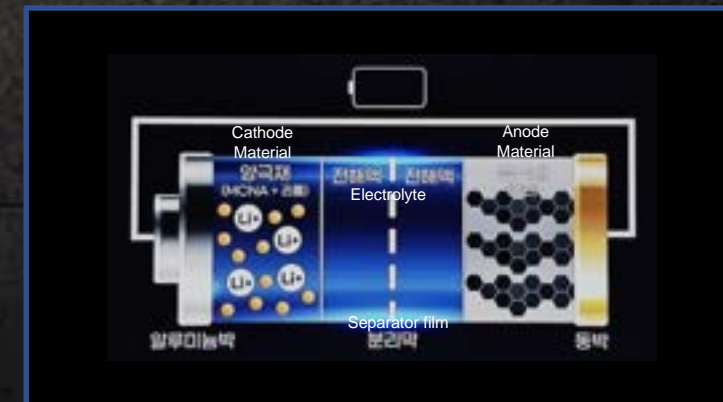 Cathode
Material
양극재
(MCNA + 리튬)
Anode
Material
전해액
전해액
Electrolyte
Li+
Li+
Li+
Li+
Separator film
알루미늄박
분리막
동박